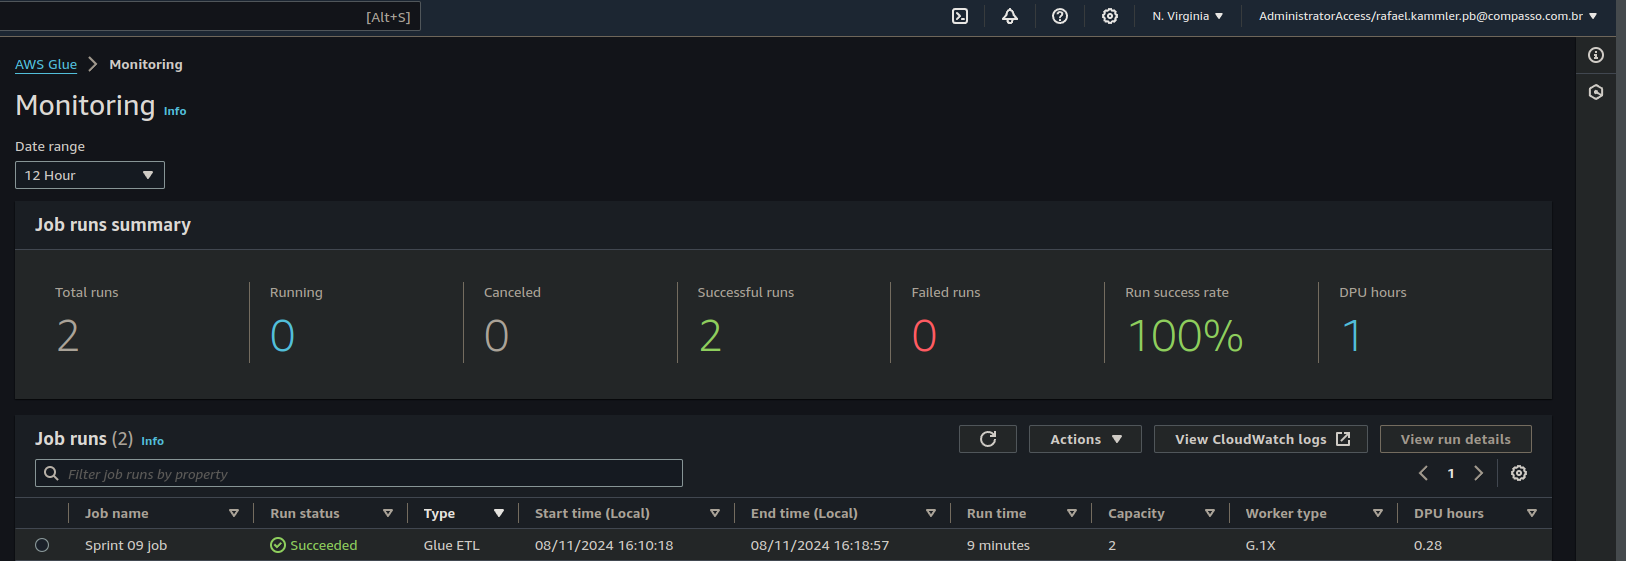 [Alt+S]
N. Virginia
AdministratorAccess/rafael.kammler.pb@compasso.com.br
AWS Glue
Monitoring
Monitoring Info
Date range
12 Hour
Job runs summary
Total runs
2
Running
0
Canceled
0
Successful runs
2
Failed runs
0
Run success rate
100%
DPU hours
1
Job runs (2) Info
Actions
View CloudWatch logs
View run details
Filter job runs by property
1
Job name Run status Type Start time (Local) End time (Local) Run time Capacity Worker type DPU hours
Sprint 09 job Succeeded Glue ETL 08/11/2024 16:10:18 08/11/2024 16:18:57 9 minutes 2 G.1X 0.28